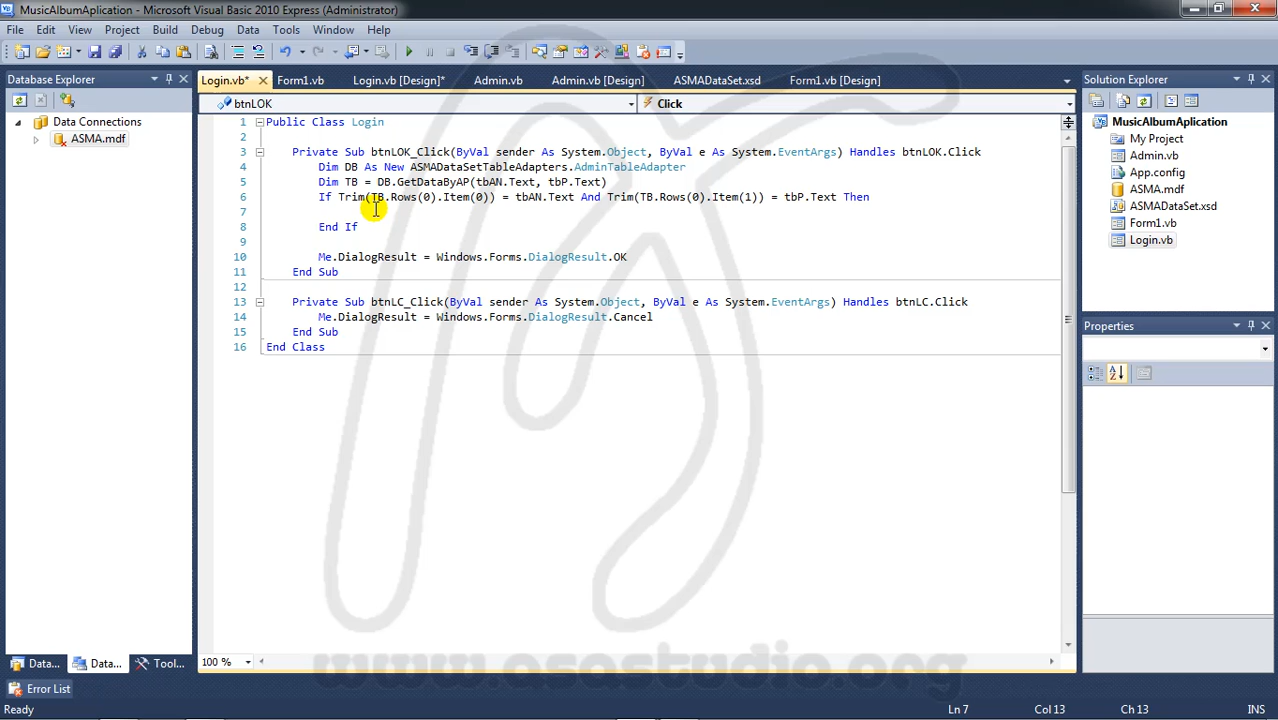 MusicAlbumAplication - Microsoft Visual Basic 2010 Express (Administrator)
File Edit View Project Build Debug Data Tools Window Help
Database Explorer
Data Connections
ASMA.mdf
Login.vb* Form1.vb Login.vb [Design]* Admin.vb Admin.vb [Design] ASMADataSet.xsd Form1.vb [Design]
btnLOK Click
1 Public Class Login
2
3 Private Sub btnLOK_Click(ByVal sender As System.Object, ByVal e As System.EventArgs) Handles btnLOK.Click
4 Dim DB As New ASMADataSetTableAdapters.AdminTableAdapter
5 Dim TB = DB.GetDataByAP(tbAN.Text, tbP.Text)
6 If Trim(TB.Rows(0).Item(0)) = tbAN.Text And Trim(TB.Rows(0).Item(1)) = tbP.Text Then
7
8 End If
9
10 Me.DialogResult = Windows.Forms.DialogResult.OK
11 End Sub
12
13 Private Sub btnLC_Click(ByVal sender As System.Object, ByVal e As System.EventArgs) Handles btnLC.Click
14 Me.DialogResult = Windows.Forms.DialogResult.Cancel
15 End Sub
16 End Class
Solution Explorer
MusicAlbumAplication
My Project
Admin.vb
App.config
ASMA.mdf
ASMADataSet.xsd
Form1.vb
Login.vb
Properties
100 %
www.asastudio.org
Data... Data... Tool...
Error List
Ready Ln 7 Col 13 Ch 13 INS